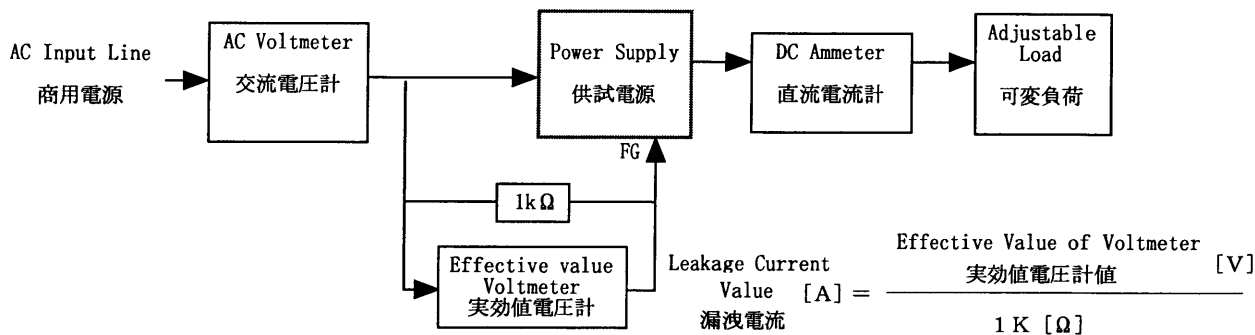 AC Input Line
商用電源
AC Voltmeter
交流電圧計
Power Supply
供試電源
DC Ammeter
直流電流計
Adjustable
Load
可変負荷
FG
1kΩ
Effective value
Voltmeter
実効値電圧計
Leakage Current
Value [A] =
漏洩電流
Effective Value of Voltmeter
実効値電圧計値 [V]
1K [Ω]